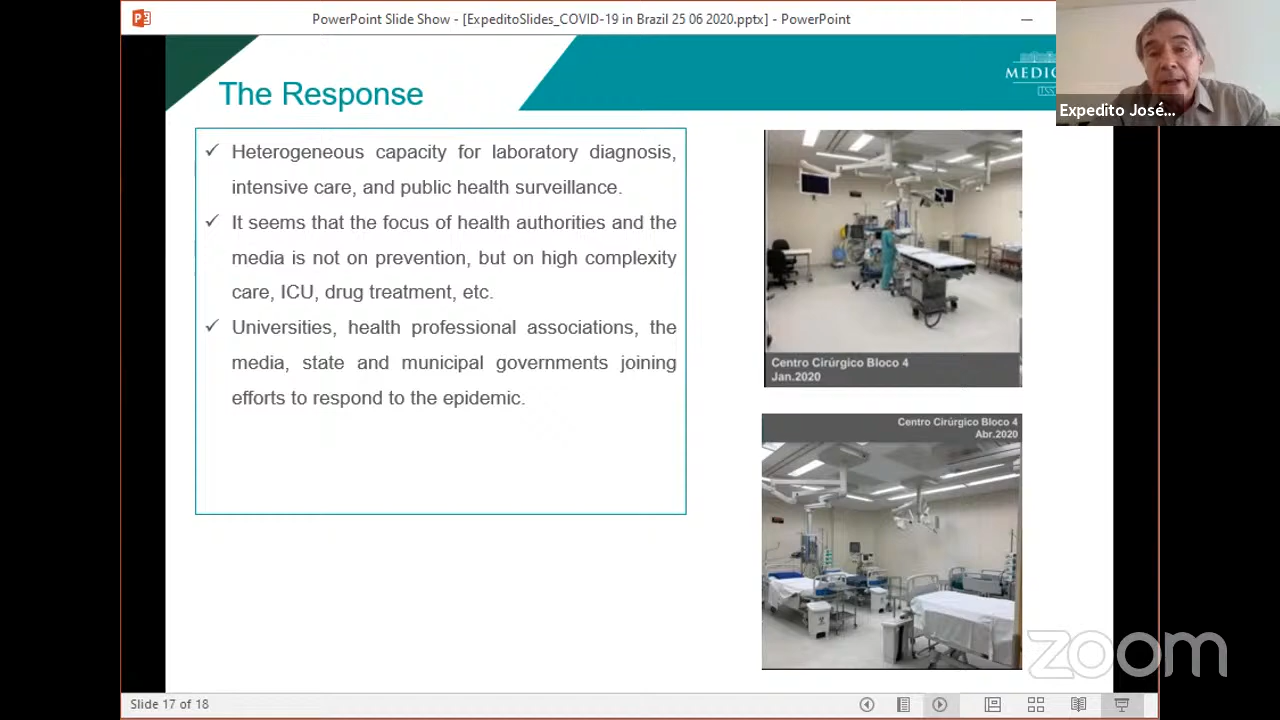 PowerPoint Slide Show - [ExpeditoSlides_COVID-19 in Brazil 25 06 2020.pptx] - PowerPoint
Expedito José...
The Response
✓ Heterogeneous capacity for laboratory diagnosis,
intensive care, and public health surveillance.
✓ It seems that the focus of health authorities and the
media is not on prevention, but on high complexity
care, ICU, drug treatment, etc.
✓ Universities, health professional associations, the
media, state and municipal governments joining
efforts to respond to the epidemic.
Centro Cirúrgico Bloco 4
Jan.2020
Centro Cirúrgico Bloco 4
Abr.2020
zoom
Slide 17 of 18